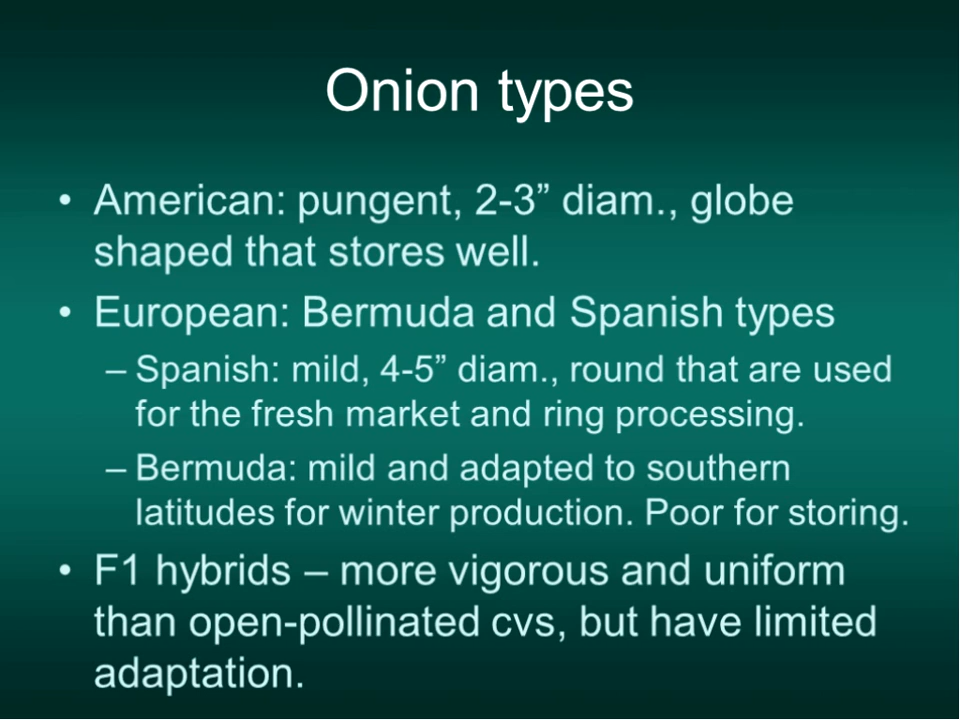 Onion types
• American: pungent, 2-3” diam., globe
shaped that stores well.
• European: Bermuda and Spanish types
– Spanish: mild, 4-5” diam., round that are used
for the fresh market and ring processing.
– Bermuda: mild and adapted to southern
latitudes for winter production. Poor for storing.
• F1 hybrids – more vigorous and uniform
than open-pollinated cvs, but have limited
adaptation.